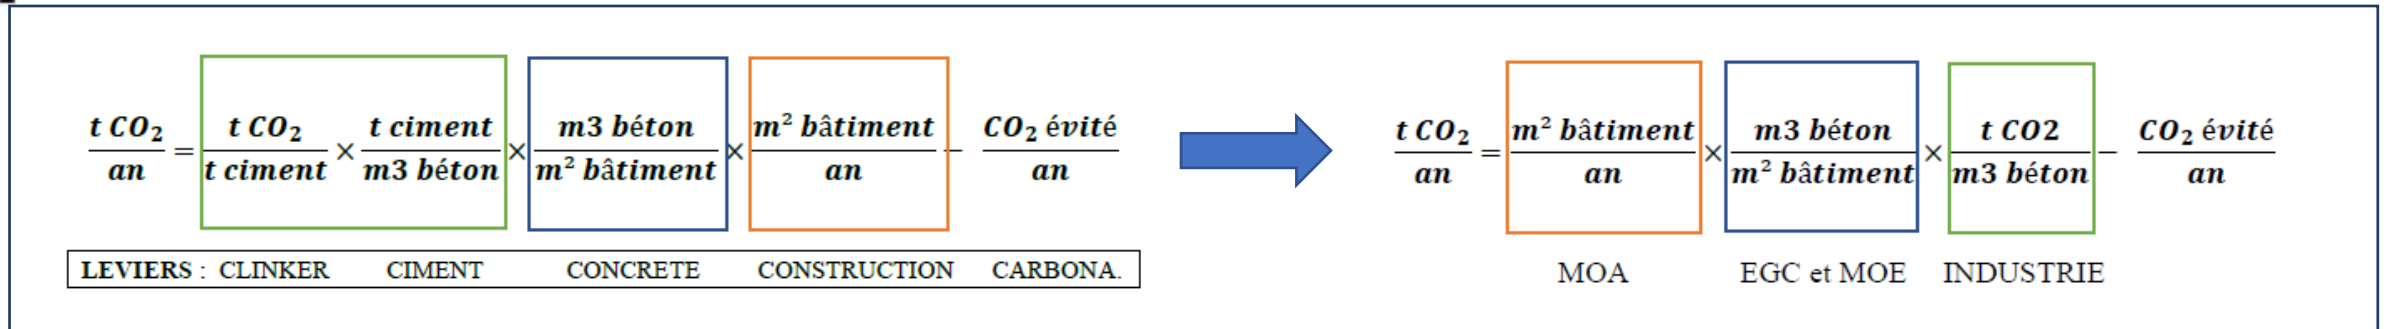 t CO₂/an = t CO₂/t ciment × t ciment/m3 béton × m3 béton/m² bâtiment × m² bâtiment/an − CO₂ évité/an
LEVIERS : CLINKER CIMENT CONCRETE CONSTRUCTION CARBONA.
t CO₂/an = m² bâtiment/an × m3 béton/m² bâtiment × t CO2/m3 béton − CO₂ évité/an
MOA EGC et MOE INDUSTRIE